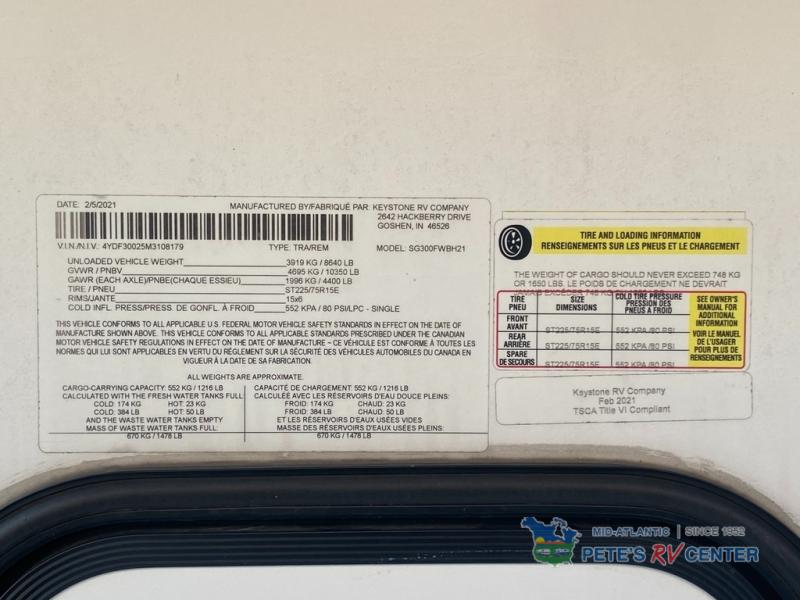 DATE: 2/5/2021
MANUFACTURED BY/FABRIQUÉ PAR: KEYSTONE RV COMPANY
2642 HACKBERRY DRIVE
GOSHEN, IN 46526
V.I.N./N.I.V: 4YDF30025M3108179 TYPE: TRA/REM MODEL: SG300FWBH21
UNLOADED VEHICLE WEIGHT: 3919 KG / 8640 LB
GVWR / PNBV 4695 KG / 10350 LB
GAWR (EACH AXLE)/PNBE(CHAQUE ESSIEU) 1996 KG / 4400 LB
TIRE / PNEU ST225/75R15E
RIMS/JANTE 15x6
COLD INFL. PRESS/PRESS. DE GONFL. À FROID 552 KPA / 80 PSI/LPC - SINGLE
THIS VEHICLE CONFORMS TO ALL APPLICABLE U.S. FEDERAL MOTOR VEHICLE SAFETY STANDARDS IN EFFECT ON THE DATE OF
MANUFACTURE SHOWN ABOVE. THIS VEHICLE CONFORMS TO ALL APPLICABLE STANDARDS PRESCRIBED UNDER THE CANADIAN
MOTOR VEHICLE SAFETY REGULATIONS IN EFFECT ON THE DATE OF MANUFACTURE – CE VÉHICULE EST CONFORME À TOUTES LES
NORMES QUI LUI SONT APPLICABLES EN VERTU DU RÉGLEMENT SUR LA SÉCURITÉ DES VÉHICULES AUTOMOBILES DU CANADA EN
VIGUEUR À LA DATE DE SA FABRICATION.
ALL WEIGHTS ARE APPROXIMATE.
CARGO-CARRYING CAPACITY: 552 KG / 1216 LB
CALCULATED WITH THE FRESH WATER TANKS FULL:
COLD: 174 KG HOT: 23 KG
COLD: 384 LB HOT: 50 LB
AND THE WASTE WATER TANKS EMPTY
MASS OF WASTE WATER TANKS FULL:
670 KG / 1478 LB
CAPACITÉ DE CHARGEMENT: 552 KG / 1216 LB
CALCULÉE AVEC LES RÉSERVOIRS D'EAU DOUCE PLEINS:
FROID: 174 KG CHAUD: 23 KG
FROID: 384 LB CHAUD: 50 LB
ET LES RÉSERVOIRS D'EAUX USÉES VIDES
MASSE DES RÉSERVOIRS D'EAUX USÉES PLEINS:
670 KG / 1478 LB
TIRE AND LOADING INFORMATION
RENSEIGNEMENTS SUR LES PNEUS ET LE CHARGEMENT
THE WEIGHT OF CARGO SHOULD NEVER EXCEED 748 KG
OR 1650 LBS. LE POIDS DE CHARGEMENT NE DEVRAIT
JAMAIS EXCÉDER 748 KG
TIRE PNEU
SIZE DIMENSIONS
COLD TIRE PRESSURE PRESSION DES PNEUS À FROID
FRONT AVANT ST225/75R15E 552 KPA/80 PSI
REAR ARRIÈRE ST225/75R15E 552 KPA/80 PSI
SPARE DE SECOURS ST225/75R15E 552 KPA/80 PSI
SEE OWNER'S
MANUAL FOR
ADDITIONAL
INFORMATION
VOIR LE MANUEL
DE L'USAGER
POUR PLUS DE
RENSEIGNEMENTS
Keystone RV Company
Feb 2021
TSCA Title VI Compliant
MID-ATLANTIC | SINCE 1952
PETE'S RV CENTER